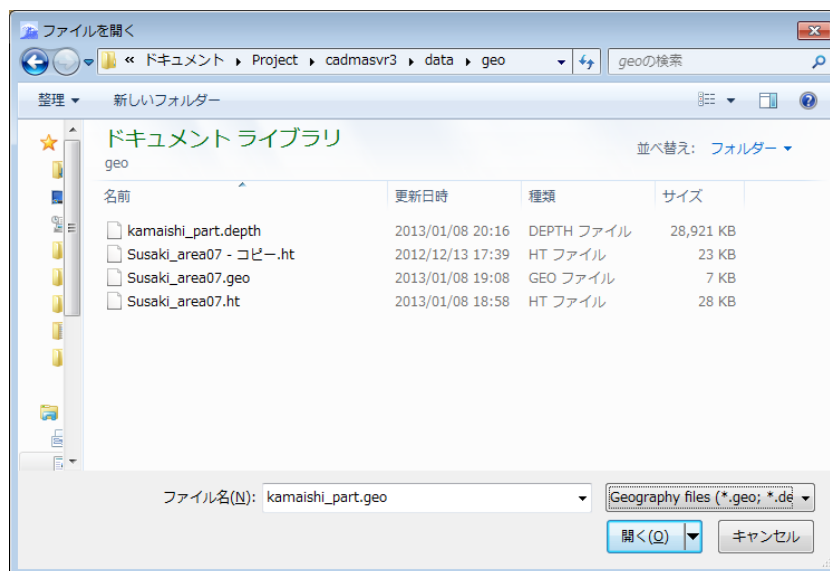 ファイルを開く
« ドキュメント ▸ Project ▸ cadmasvr3 ▸ data ▸ geo
geoの検索
整理 新しいフォルダー
ドキュメント ライブラリ
geo
並べ替え: フォルダー
名前 更新日時 種類 サイズ
kamaishi_part.depth 2013/01/08 20:16 DEPTH ファイル 28,921 KB
Susaki_area07 - コピー.ht 2012/12/13 17:39 HT ファイル 23 KB
Susaki_area07.geo 2013/01/08 19:08 GEO ファイル 7 KB
Susaki_area07.ht 2013/01/08 18:58 HT ファイル 28 KB
ファイル名(N): kamaishi_part.geo
Geography files (*.geo; *.de
開く(O) キャンセル